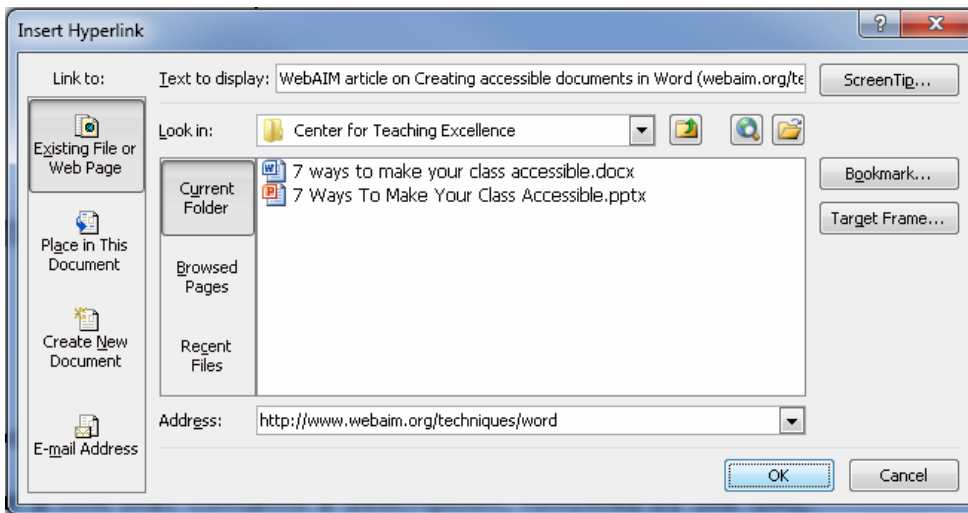 Insert Hyperlink
Link to:
Text to display: WebAIM article on Creating accessible documents in Word (webaim.org/te
ScreenTip...
Existing File or
Web Page
Look in: Center for Teaching Excellence
Current
Folder
7 ways to make your class accessible.docx
7 Ways To Make Your Class Accessible.pptx
Bookmark...
Target Frame...
Place in This
Document
Browsed
Pages
Create New
Document
Recent
Files
E-mail Address
Address: http://www.webaim.org/techniques/word
OK
Cancel